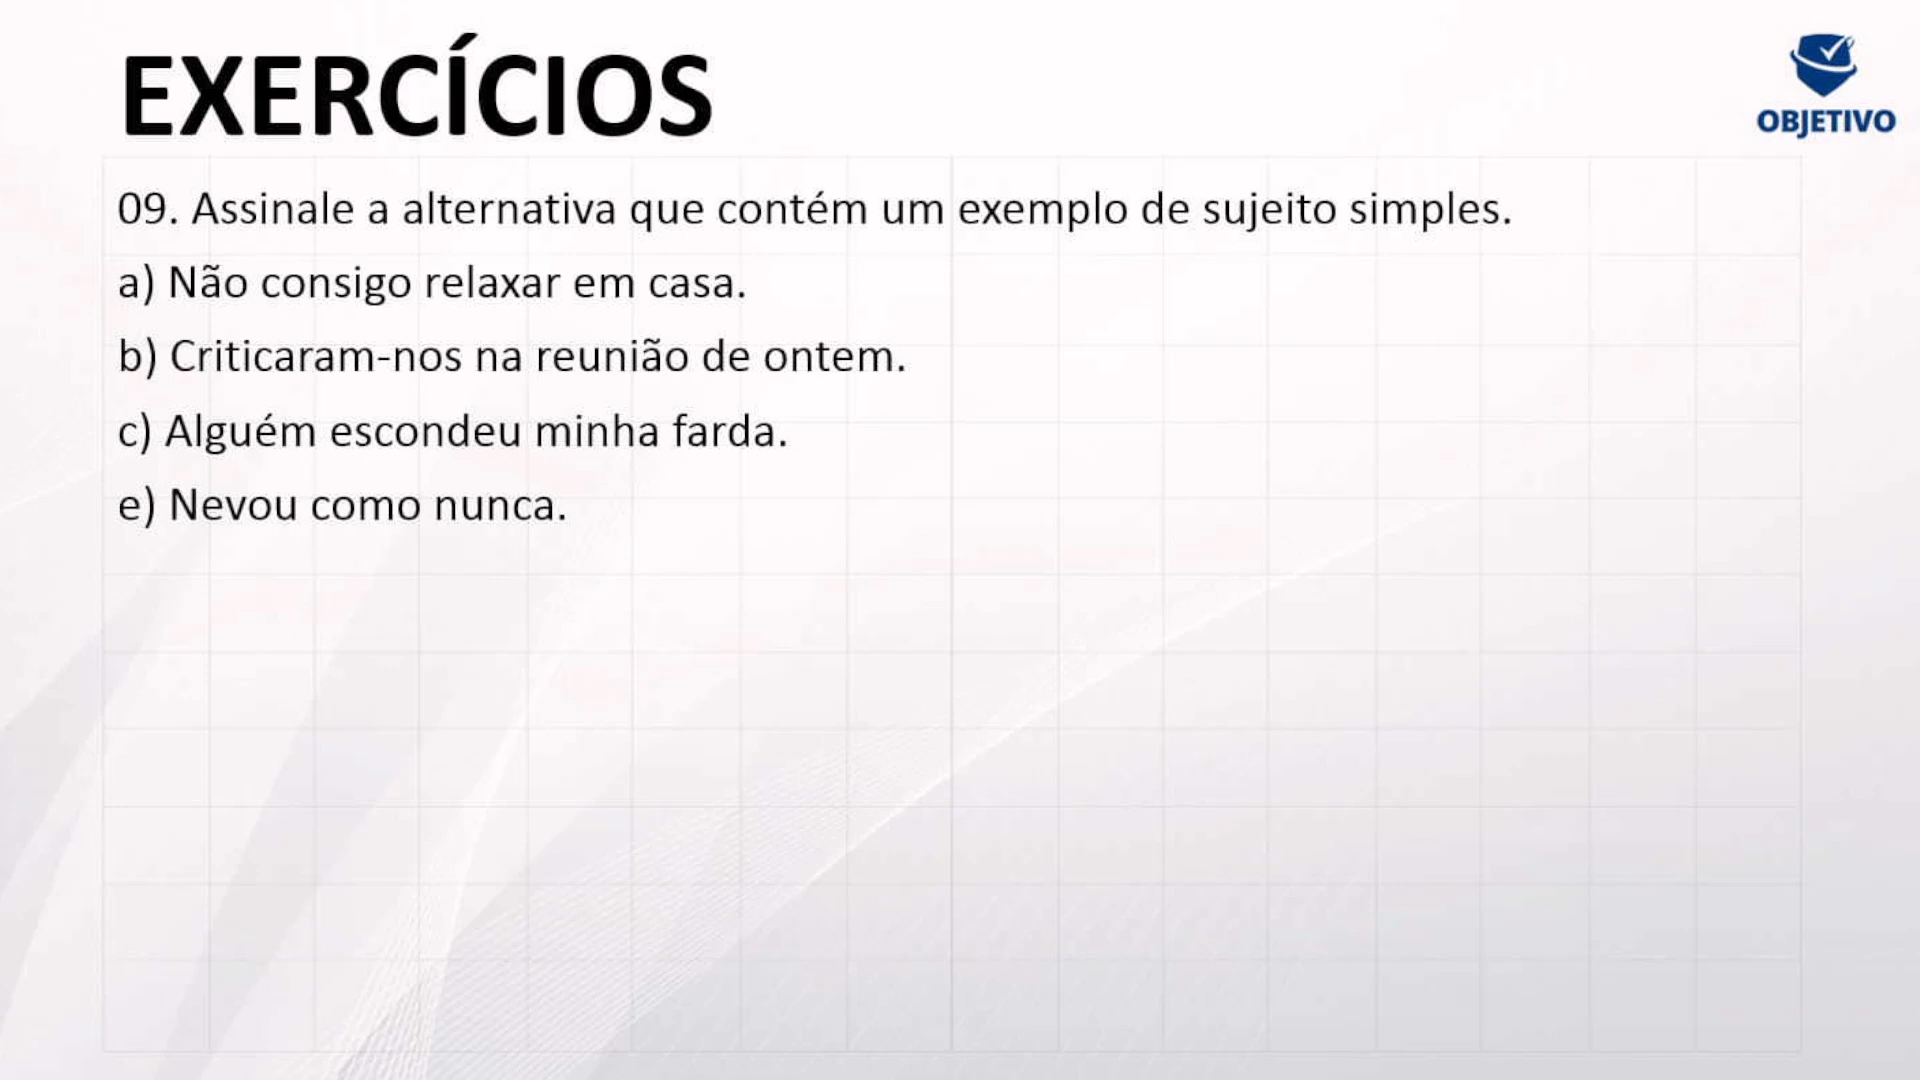 EXERCÍCIOS
OBJETIVO
09. Assinale a alternativa que contém um exemplo de sujeito simples.
a) Não consigo relaxar em casa.
b) Criticaram-nos na reunião de ontem.
c) Alguém escondeu minha farda.
e) Nevou como nunca.